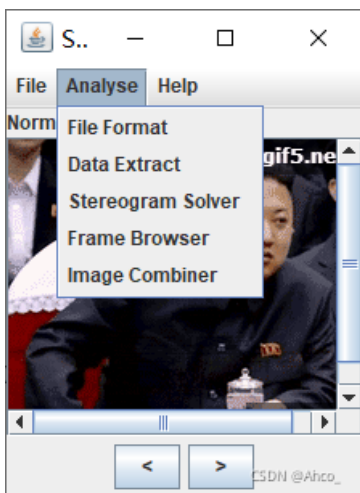 S..
File Analyse Help
Norm
File Format
gif5.ne
Data Extract
Stereogram Solver
Frame Browser
Image Combiner
< >
CSDN @Ahco_